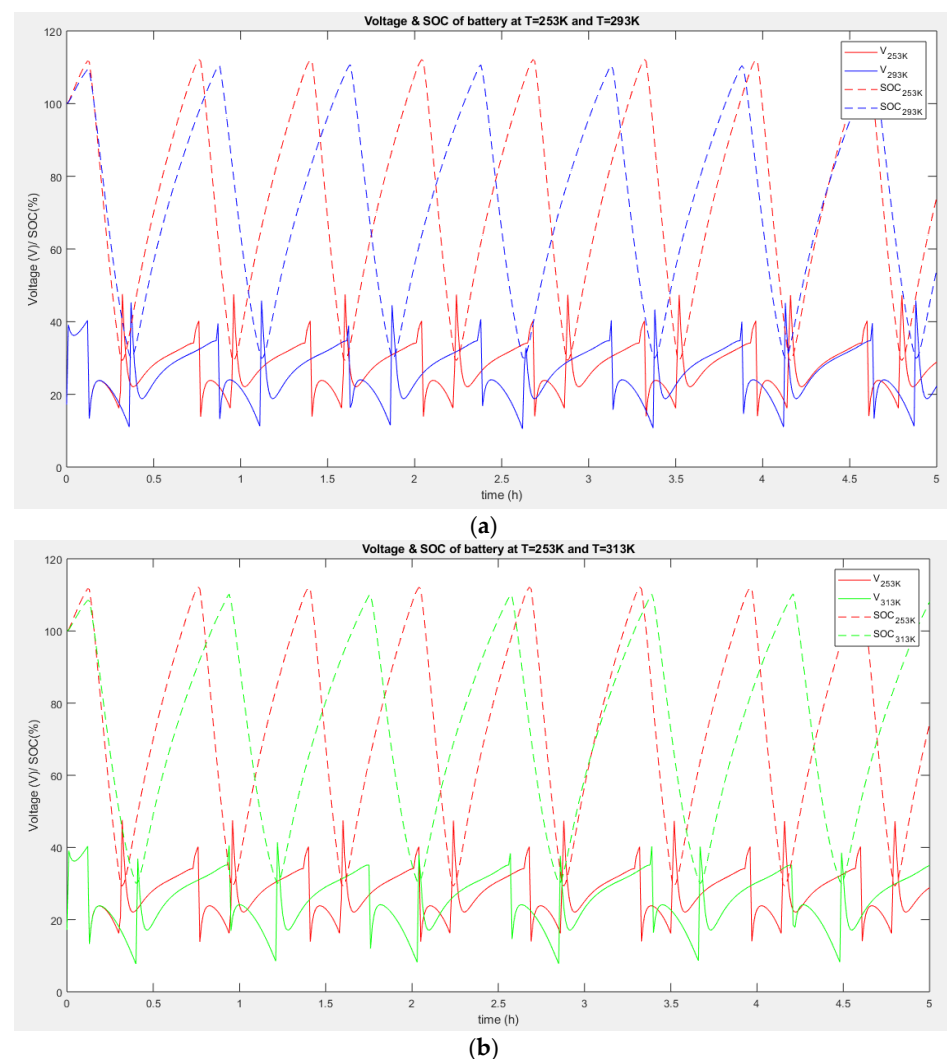 Voltage & SOC of battery at T=253K and T=293K
120
100
80
60
40
20
0
Voltage (V)/ SOC(%)
V253K
V293K
SOC253K
SOC293K
0 0.5 1 1.5 2 2.5 3 3.5 4 4.5 5
time (h)
(a)
Voltage & SOC of battery at T=253K and T=313K
120
100
80
60
40
20
0
Voltage (V)/ SOC(%)
V253K
V313K
SOC253K
SOC313K
0 0.5 1 1.5 2 2.5 3 3.5 4 4.5 5
time (h)
(b)